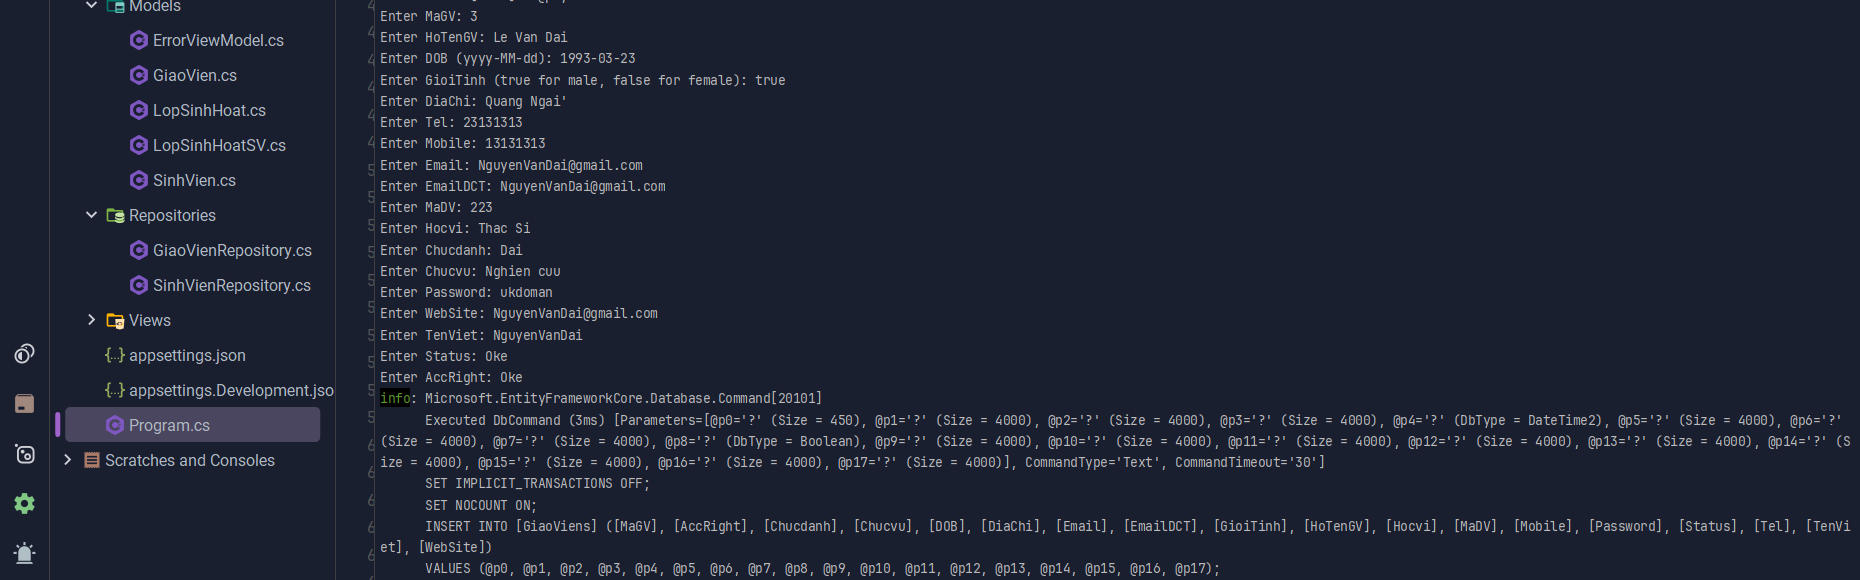 Models
ErrorViewModel.cs
GiaoVien.cs
LopSinhHoat.cs
LopSinhHoatSV.cs
SinhVien.cs
Repositories
GiaoVienRepository.cs
SinhVienRepository.cs
Views
appsettings.json
appsettings.Development.jso
Program.cs
Scratches and Consoles
Enter MaGV: 3
Enter HoTenGV: Le Van Dai
Enter DOB (yyyy-MM-dd): 1993-03-23
Enter GioiTinh (true for male, false for female): true
Enter DiaChi: Quang Ngai'
Enter Tel: 23131313
Enter Mobile: 13131313
Enter Email: NguyenVanDai@gmail.com
Enter EmailDCT: NguyenVanDai@gmail.com
Enter MaDV: 223
Enter Hocvi: Thac Si
Enter Chucdanh: Dai
Enter Chucvu: Nghien cuu
Enter Password: ukdoman
Enter WebSite: NguyenVanDai@gmail.com
Enter TenViet: NguyenVanDai
Enter Status: Oke
Enter AccRight: Oke
info: Microsoft.EntityFrameworkCore.Database.Command[20101]
Executed DbCommand (3ms) [Parameters=[@p0='?' (Size = 450), @p1='?' (Size = 4000), @p2='?' (Size = 4000), @p3='?' (Size = 4000), @p4='?' (DbType = DateTime2), @p5='?' (Size = 4000), @p6='?'
(Size = 4000), @p7='?' (Size = 4000), @p8='?' (DbType = Boolean), @p9='?' (Size = 4000), @p10='?' (Size = 4000), @p11='?' (Size = 4000), @p12='?' (Size = 4000), @p13='?' (Size = 4000), @p14='?' (S
ize = 4000), @p15='?' (Size = 4000), @p16='?' (Size = 4000), @p17='?' (Size = 4000)], CommandType='Text', CommandTimeout='30']
SET IMPLICIT_TRANSACTIONS OFF;
SET NOCOUNT ON;
INSERT INTO [GiaoViens] ([MaGV], [AccRight], [Chucdanh], [Chucvu], [DOB], [DiaChi], [Email], [EmailDCT], [GioiTinh], [HoTenGV], [Hocvi], [MaDV], [Mobile], [Password], [Status], [Tel], [TenVi
et], [WebSite])
VALUES (@p0, @p1, @p2, @p3, @p4, @p5, @p6, @p7, @p8, @p9, @p10, @p11, @p12, @p13, @p14, @p15, @p16, @p17);